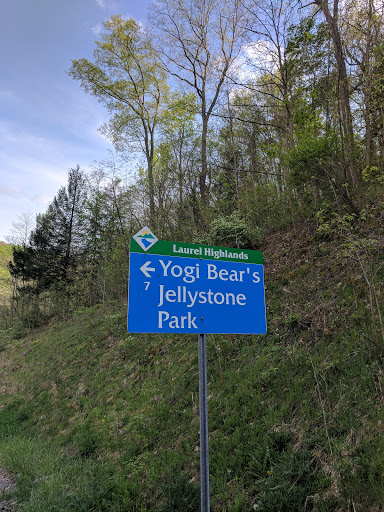 Laurel Highlands
← Yogi Bear's
7 Jellystone
Park